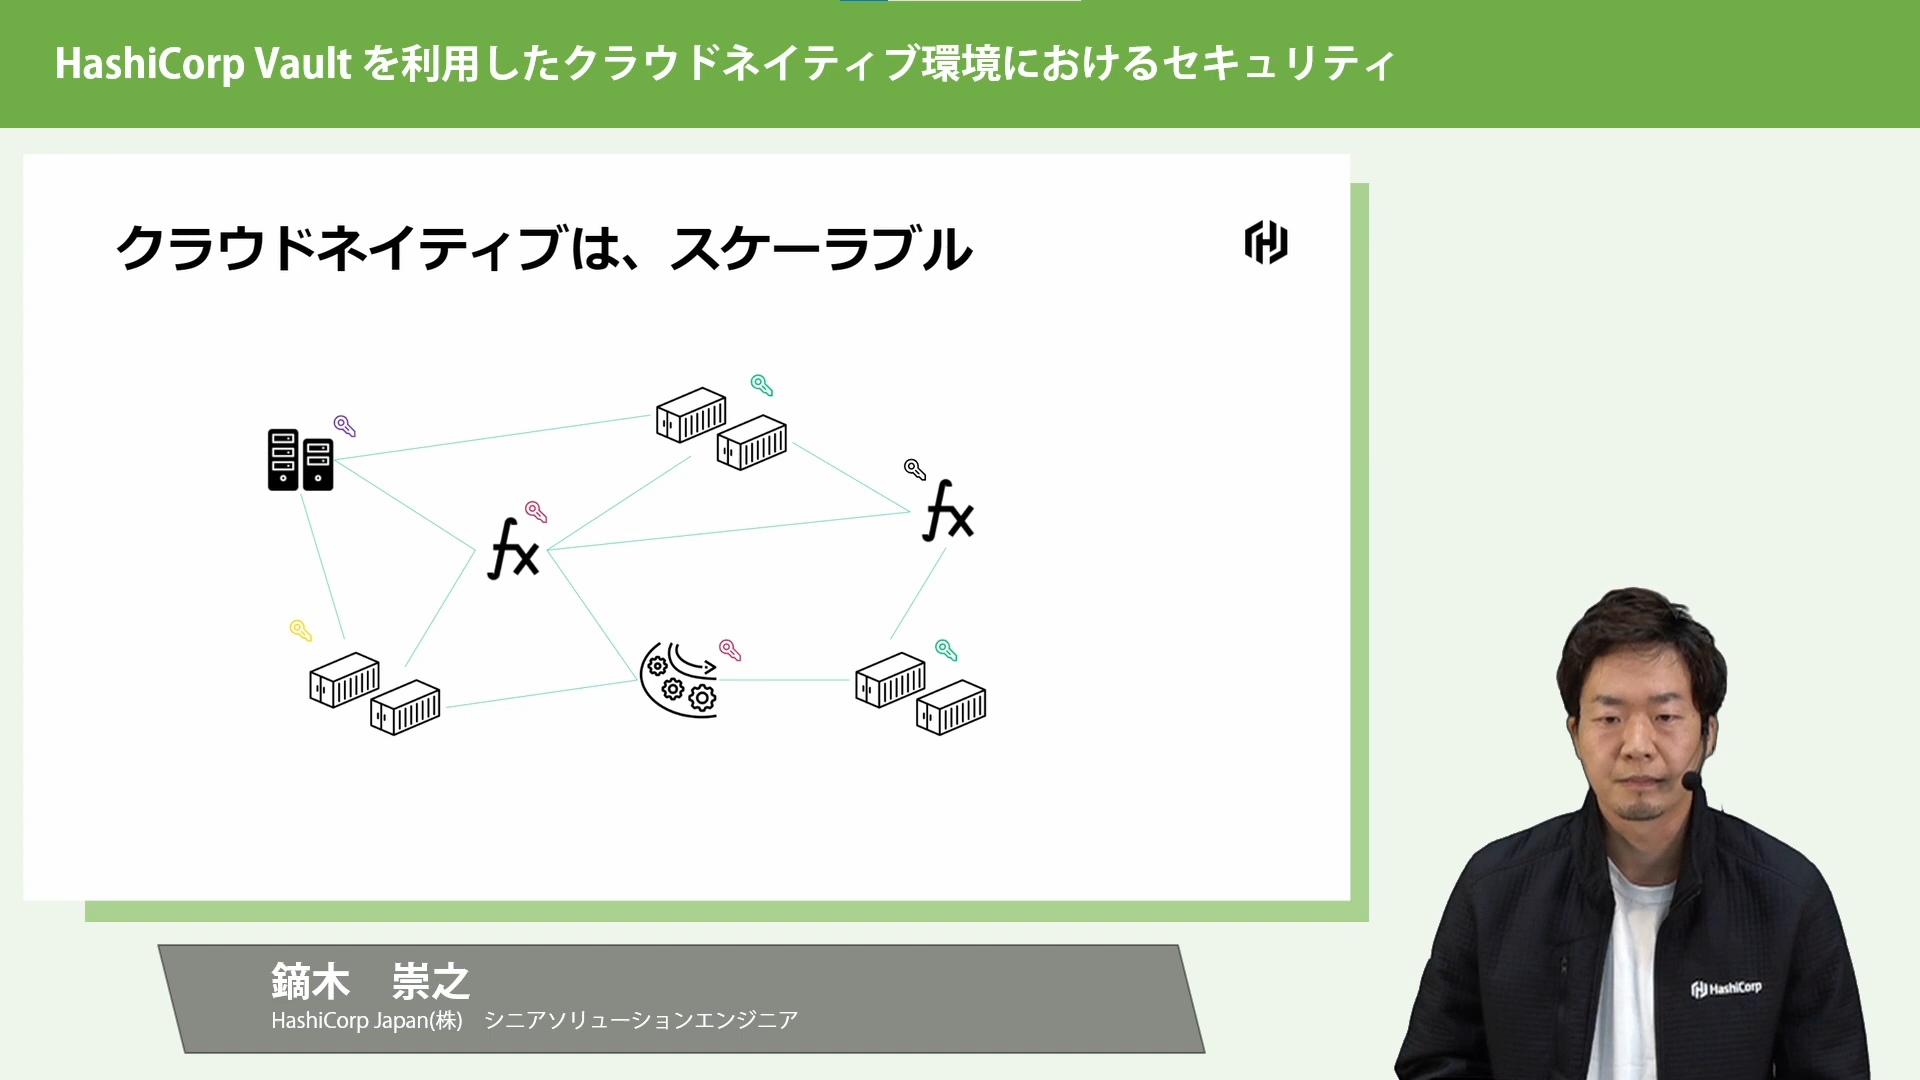 HashiCorp Vault を利用したクラウドネイティブ環境におけるセキュリティ
クラウドネイティブは、スケーラブル
fx
fx
鏑木　崇之
HashiCorp Japan(株)　シニアソリューションエンジニア
HashiCorp